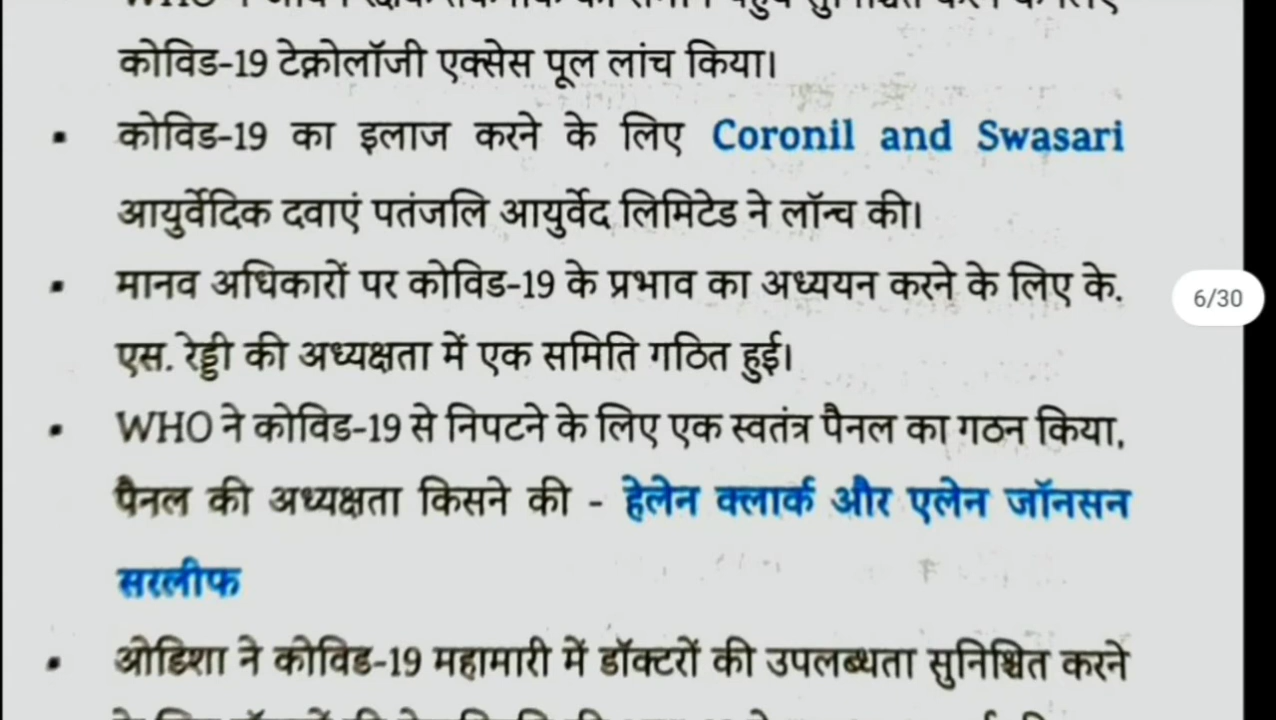 कोविड-19 टेक्नोलॉजी एक्सेस पूल लांच किया।
▪ कोविड-19 का इलाज करने के लिए Coronil and Swasari
आयुर्वेदिक दवाएं पतंजलि आयुर्वेद लिमिटेड ने लॉन्च की।
▪ मानव अधिकारों पर कोविड-19 के प्रभाव का अध्ययन करने के लिए के.
एस. रेड्डी की अध्यक्षता में एक समिति गठित हुई।
▪ WHO ने कोविड-19 से निपटने के लिए एक स्वतंत्र पैनल का गठन किया,
पैनल की अध्यक्षता किसने की - हेलेन क्लार्क और एलेन जॉनसन
सरलीफ
▪ ओडिशा ने कोविड-19 महामारी में डॉक्टरों की उपलब्धता सुनिश्चित करने
6/30